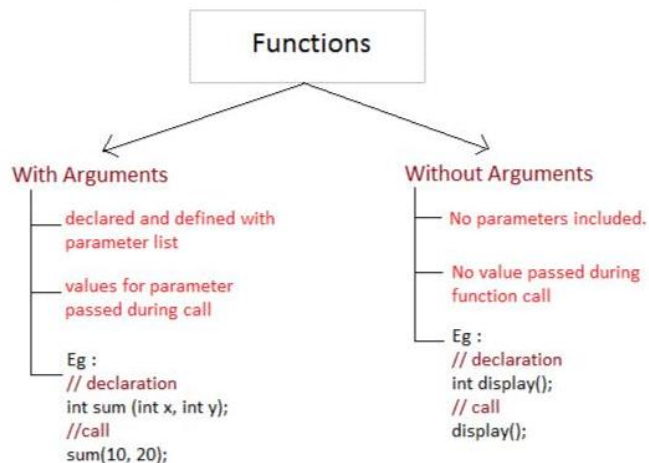 Functions
With Arguments
declared and defined with
parameter list
values for parameter
passed during call
Eg :
// declaration
int sum (int x, int y);
//call
sum(10, 20);
Without Arguments
No parameters included.
No value passed during
function call
Eg :
// declaration
int display();
// call
display();